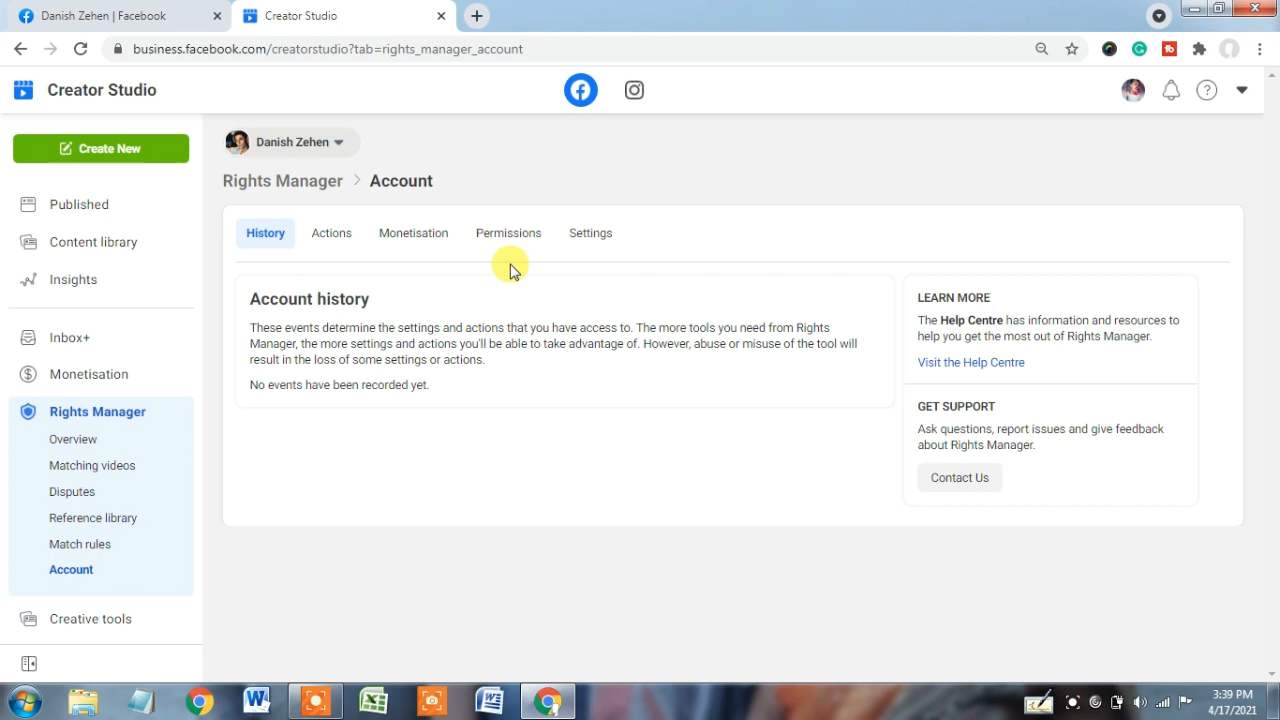 Danish Zehen | Facebook
Creator Studio
business.facebook.com/creatorstudio?tab=rights_manager_account
Creator Studio
Create New
Published
Content library
Insights
Inbox+
Monetisation
Rights Manager
Overview
Matching videos
Disputes
Reference library
Match rules
Account
Creative tools
Danish Zehen
Rights Manager > Account
History Actions Monetisation Permissions Settings
Account history
These events determine the settings and actions that you have access to. The more tools you need from Rights
Manager, the more settings and actions you'll be able to take advantage of. However, abuse or misuse of the tool will
result in the loss of some settings or actions.
No events have been recorded yet.
LEARN MORE
The Help Centre has information and resources to
help you get the most out of Rights Manager.
Visit the Help Centre
GET SUPPORT
Ask questions, report issues and give feedback
about Rights Manager.
Contact Us
3:39 PM
4/17/2021